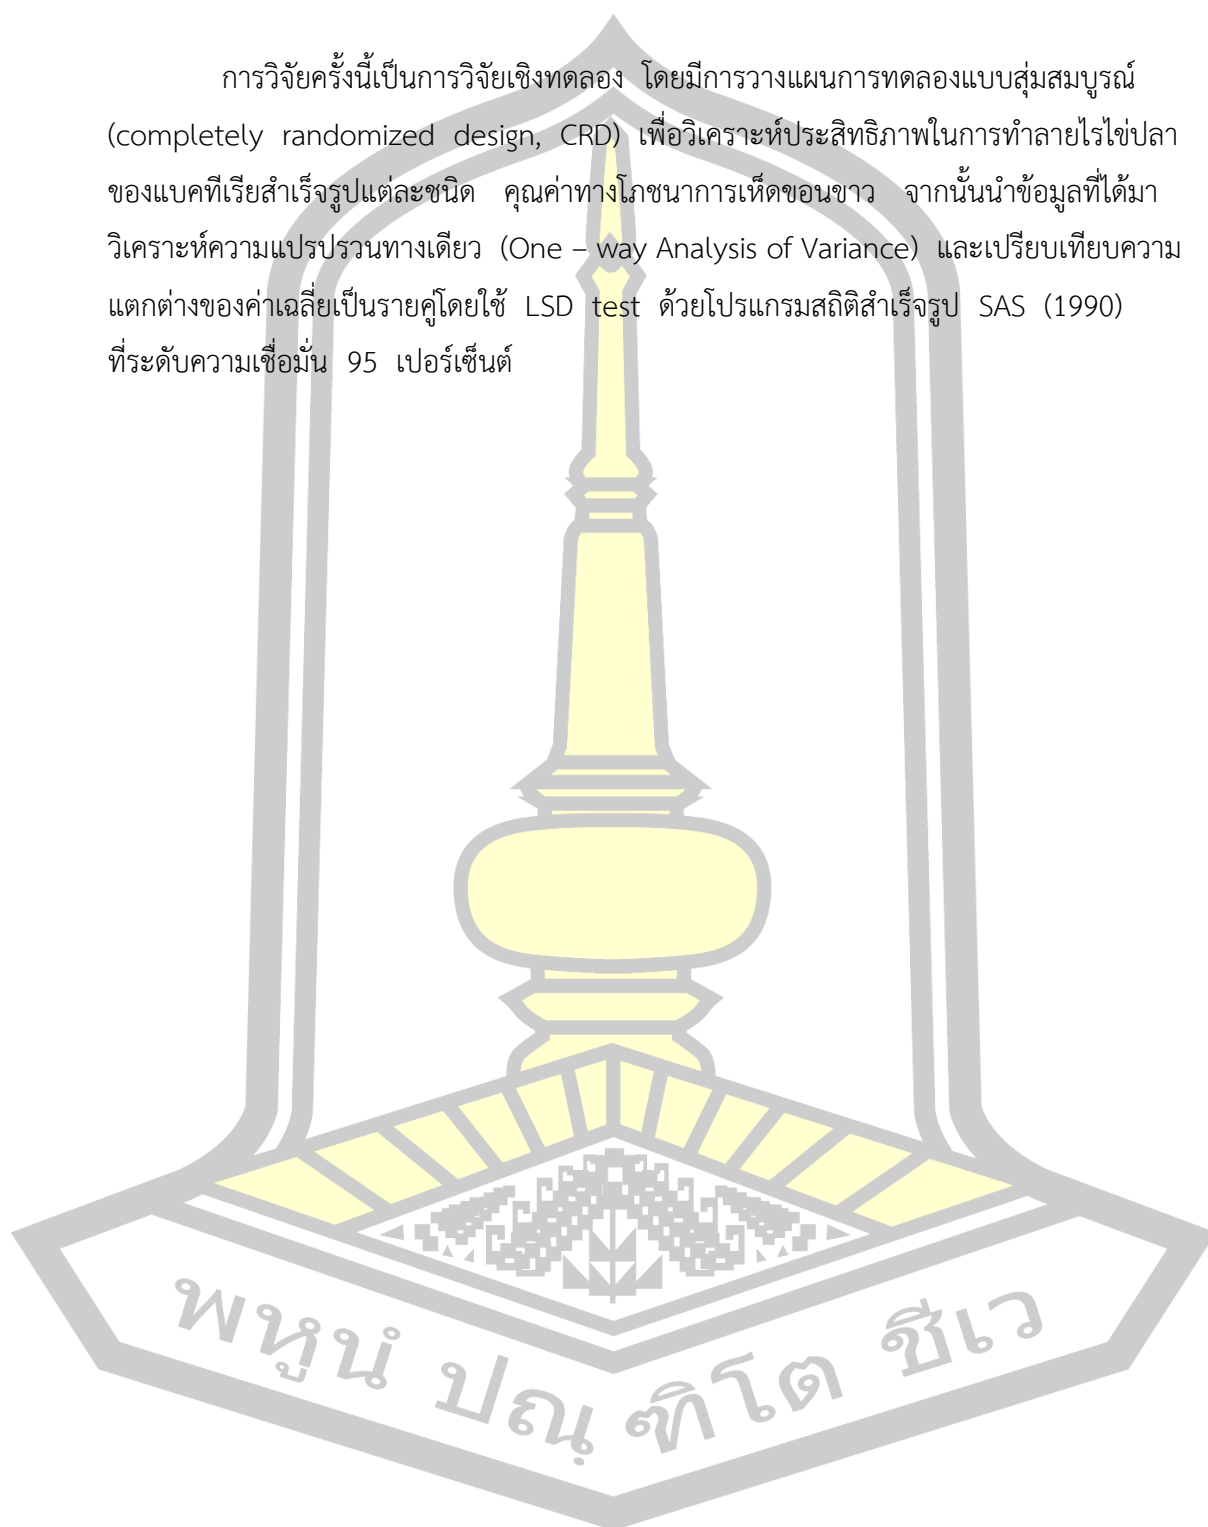 การวิจัยครั้งนี้เป็นการวิจัยเชิงทดลอง โดยมีการวางแผนการทดลองแบบสุ่มสมบูรณ์
(completely randomized design, CRD) เพื่อวิเคราะห์ประสิทธิภาพในการทำลายไรไข่ปลา
ของแบคทีเรียสำเร็จรูปแต่ละชนิด คุณค่าทางโภชนาการเห็ดขอนขาว จากนั้นนำข้อมูลที่ได้มา
วิเคราะห์ความแปรปรวนทางเดียว (One – way Analysis of Variance) และเปรียบเทียบความ
แตกต่างของค่าเฉลี่ยเป็นรายคู่โดยใช้ LSD test ด้วยโปรแกรมสถิติสำเร็จรูป SAS (1990)
ที่ระดับความเชื่อมั่น 95 เปอร์เซ็นต์
พหูนํ ปณฺฑิโต ชีเว